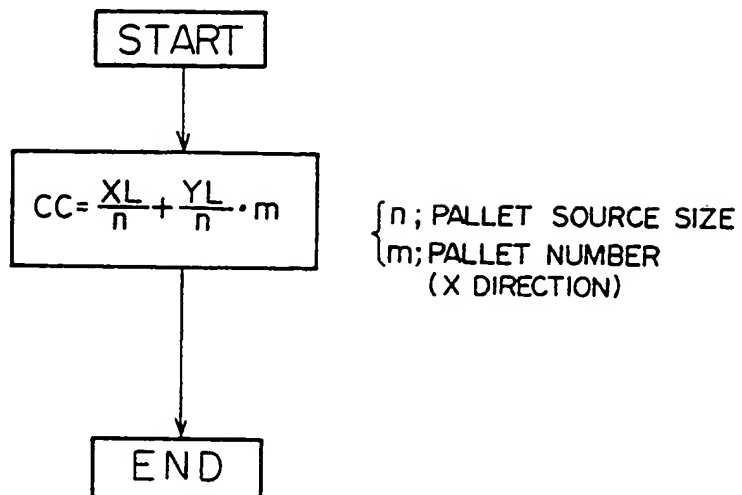 START
CC = XL/n + YL/n · m
n; PALLET SOURCE SIZE
m; PALLET NUMBER
(X DIRECTION)
END